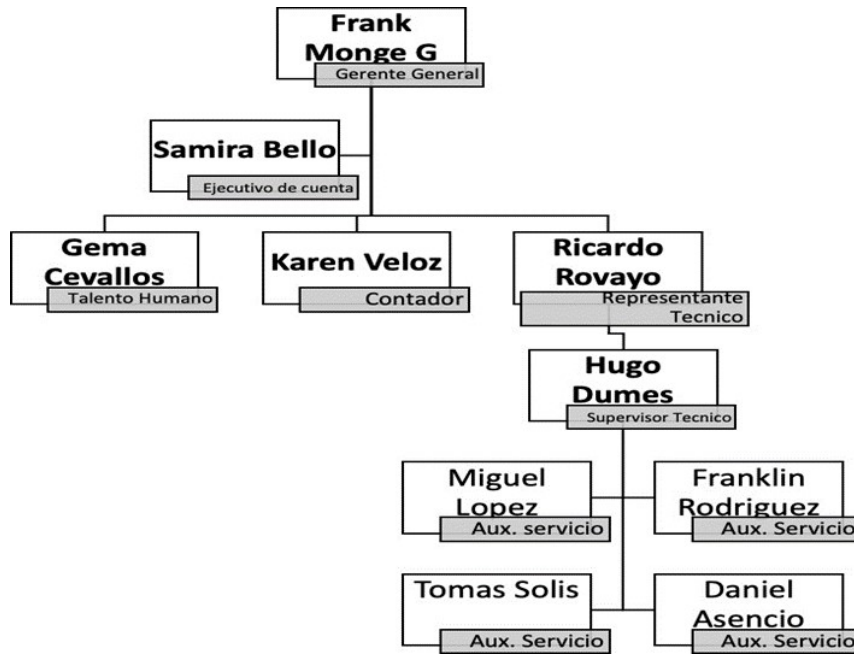 Frank
Monge G
Gerente General
Samira Bello
Ejecutivo de cuenta
Gema
Cevallos
Talento Humano
Karen Veloz
Contador
Ricardo
Rovayo
Representante
Tecnico
Hugo
Dumes
Supervisor Tecnico
Miguel
Lopez
Aux. servicio
Franklin
Rodriguez
Aux. Servicio
Tomas Solis
Aux. Servicio
Daniel
Asencio
Aux. Servicio